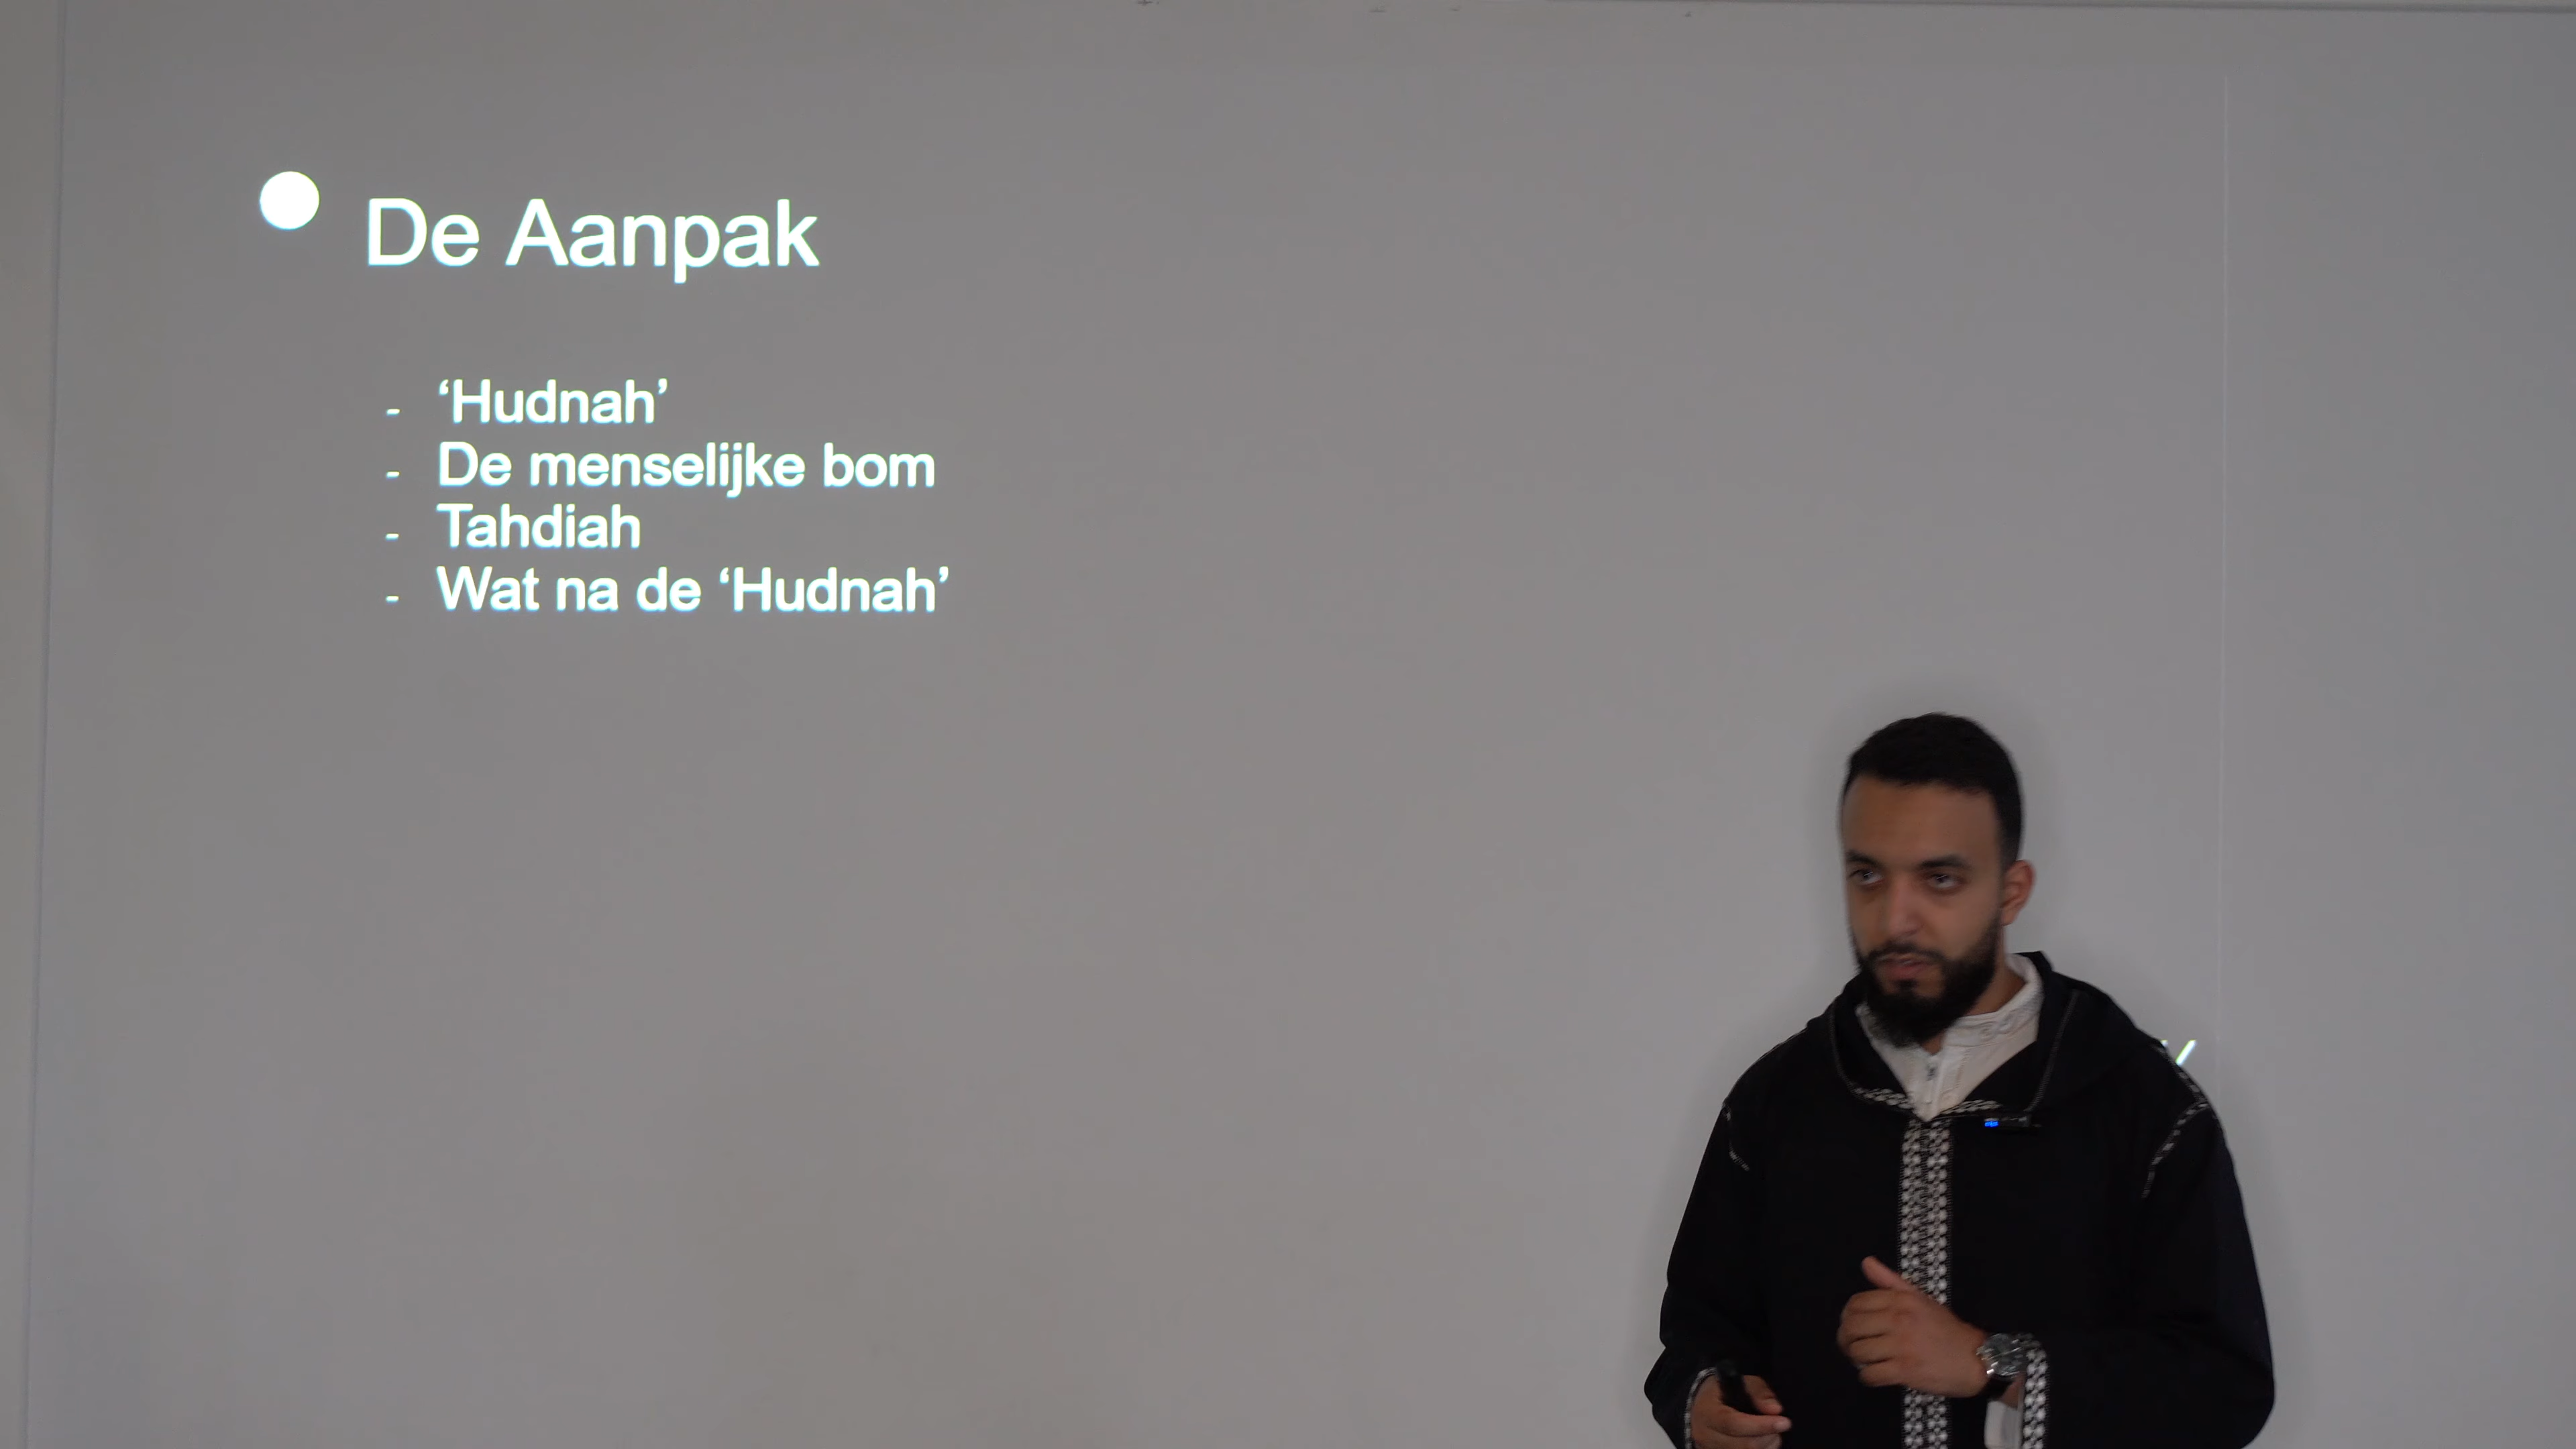 De Aanpak
- ‘Hudnah’
- De menselijke bom
- Tahdiah
- Wat na de ‘Hudnah’